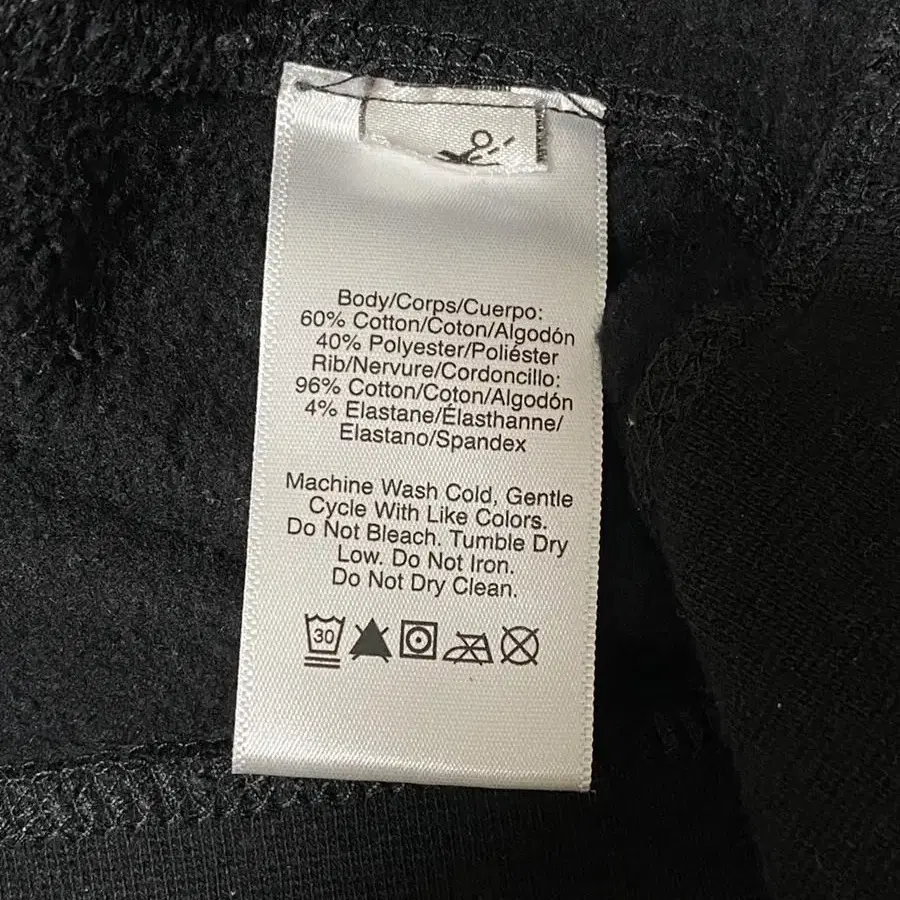 Body/Corps/Cuerpo:
60% Cotton/Coton/Algodón
40% Polyester/Poliéster
Rib/Nervure/Cordoncillo:
96% Cotton/Coton/Algodón
4% Elastane/Élasthanne/
Elastano/Spandex
Machine Wash Cold, Gentle
Cycle With Like Colors.
Do Not Bleach. Tumble Dry
Low. Do Not Iron.
Do Not Dry Clean.
30